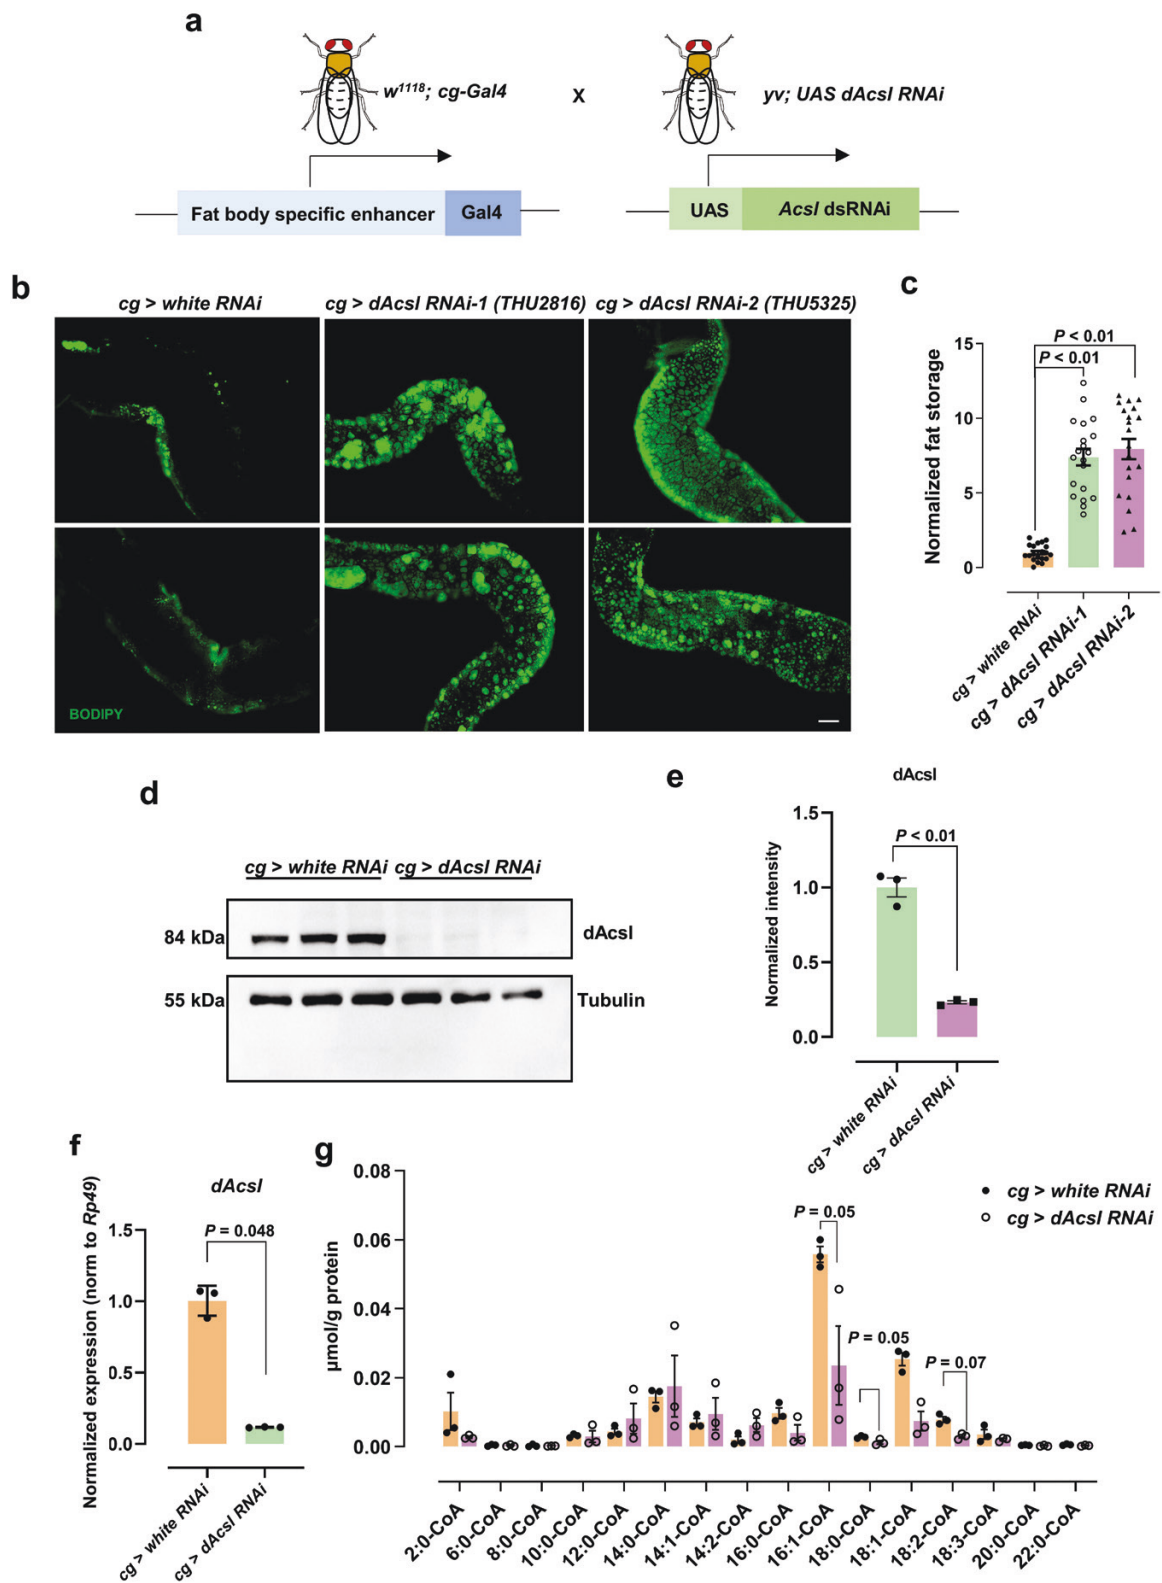 a
w1118; cg-Gal4
X
yv; UAS dAcsl RNAi
Fat body specific enhancer
Gal4
UAS
Acsl dsRNAi
b
cg > white RNAi
cg > dAcsl RNAi-1 (THU2816)
cg > dAcsl RNAi-2 (THU5325)
BODIPY
c
Normalized fat storage
15
10
5
0
P < 0.01
P < 0.01
cg > white RNAi
cg > dAcsl RNAi-1
cg > dAcsl RNAi-2
d
cg > white RNAi
cg > dAcsl RNAi
84 kDa
dAcsl
55 kDa
Tubulin
e
dAcsl
Normalized intensity
1.5
1.0
0.5
0.0
P < 0.01
cg > white RNAi
cg > dAcsl RNAi
f
dAcsl
Normalized expression (norm to Rp49)
1.5
1.0
0.5
0.0
P = 0.048
cg > white RNAi
cg > dAcsl RNAi
g
µmol/g protein
0.08
0.06
0.04
0.02
0.00
P = 0.05
P = 0.05
P = 0.07
cg > white RNAi
cg > dAcsl RNAi
2:0-CoA
6:0-CoA
8:0-CoA
10:0-CoA
12:0-CoA
14:0-CoA
14:1-CoA
14:2-CoA
16:0-CoA
16:1-CoA
18:0-CoA
18:1-CoA
18:2-CoA
18:3-CoA
20:0-CoA
22:0-CoA